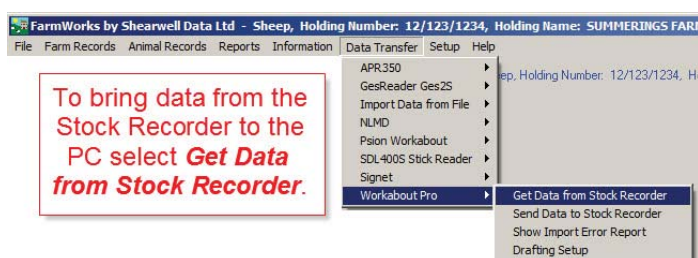 FarmWorks by Shearwell Data Ltd - Sheep, Holding Number: 12/123/1234, Holding Name: SUMMERINGS FARM
File Farm Records Animal Records Reports Information Data Transfer Setup Help
ep, Holding Number: 12/123/1234, H
To bring data from the
Stock Recorder to the
PC select Get Data
from Stock Recorder.
APR350
GesReader Ges2S
Import Data from File
NLMD
Psion Workabout
SDL400S Stick Reader
Signet
Workabout Pro
Get Data from Stock Recorder
Send Data to Stock Recorder
Show Import Error Report
Drafting Setup